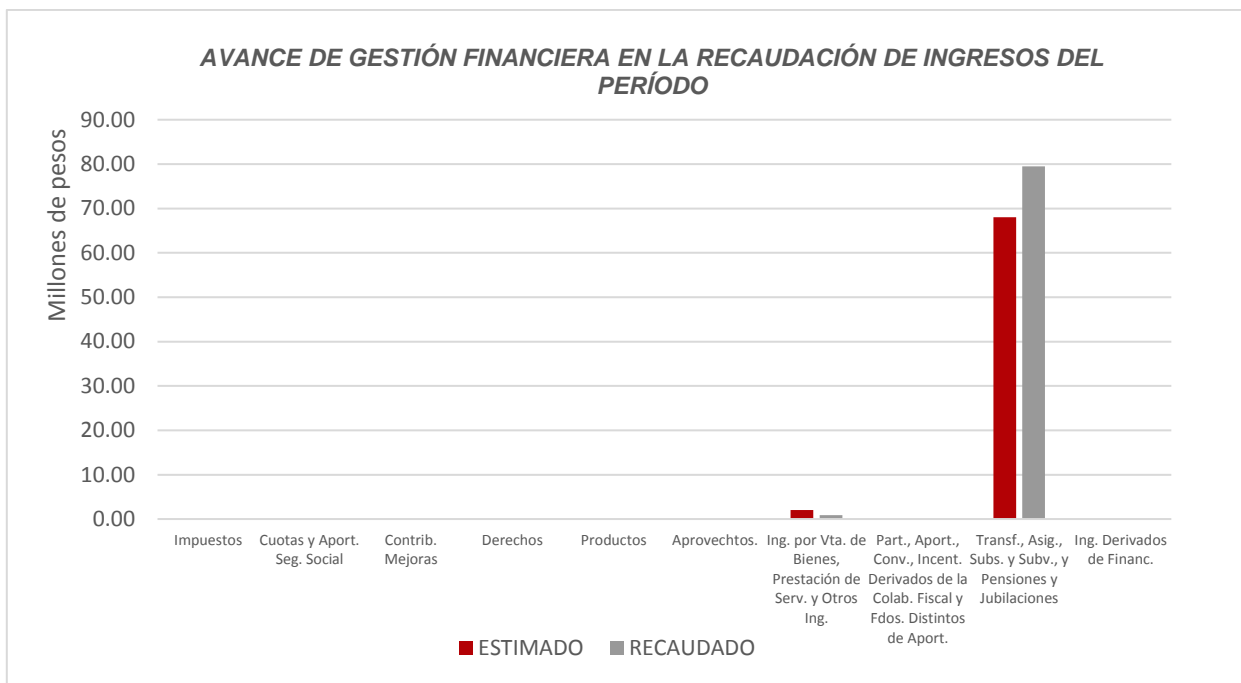 AVANCE DE GESTIÓN FINANCIERA EN LA RECAUDACIÓN DE INGRESOS DEL
PERÍODO
Millones de pesos
90.00
80.00
70.00
60.00
50.00
40.00
30.00
20.00
10.00
0.00
Impuestos
Cuotas y Aport.
Seg. Social
Contrib.
Mejoras
Derechos
Productos
Aprovechtos.
Ing. por Vta. de
Bienes,
Prestación de
Serv. y Otros
Ing.
Part., Aport.,
Conv., Incent.
Derivados de la
Colab. Fiscal y
Fdos. Distintos
de Aport.
Transf., Asig.,
Subs. y Subv., y
Pensiones y
Jubilaciones
Ing. Derivados
de Financ.
ESTIMADO
RECAUDADO